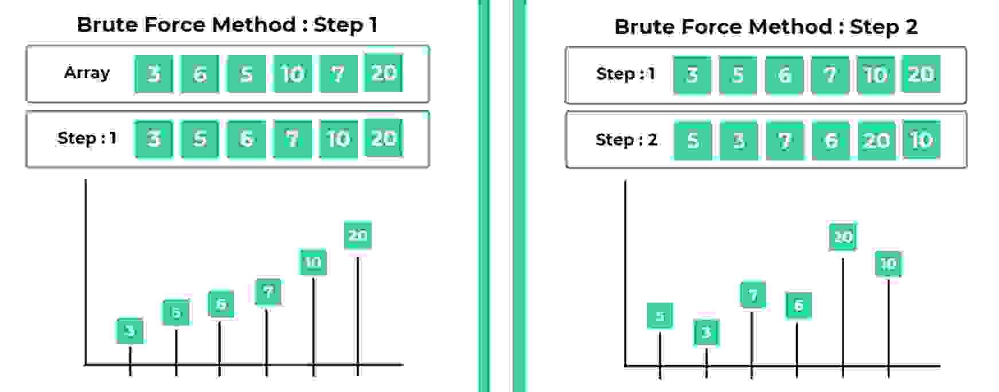 Brute Force Method : Step 1
Array 3 6 5 10 7 20
Step : 1 3 5 6 7 10 20
20
10
7
6
5
3
Brute Force Method : Step 2
Step : 1 3 5 6 7 10 20
Step : 2 5 3 7 6 20 10
20
10
7
6
5
3